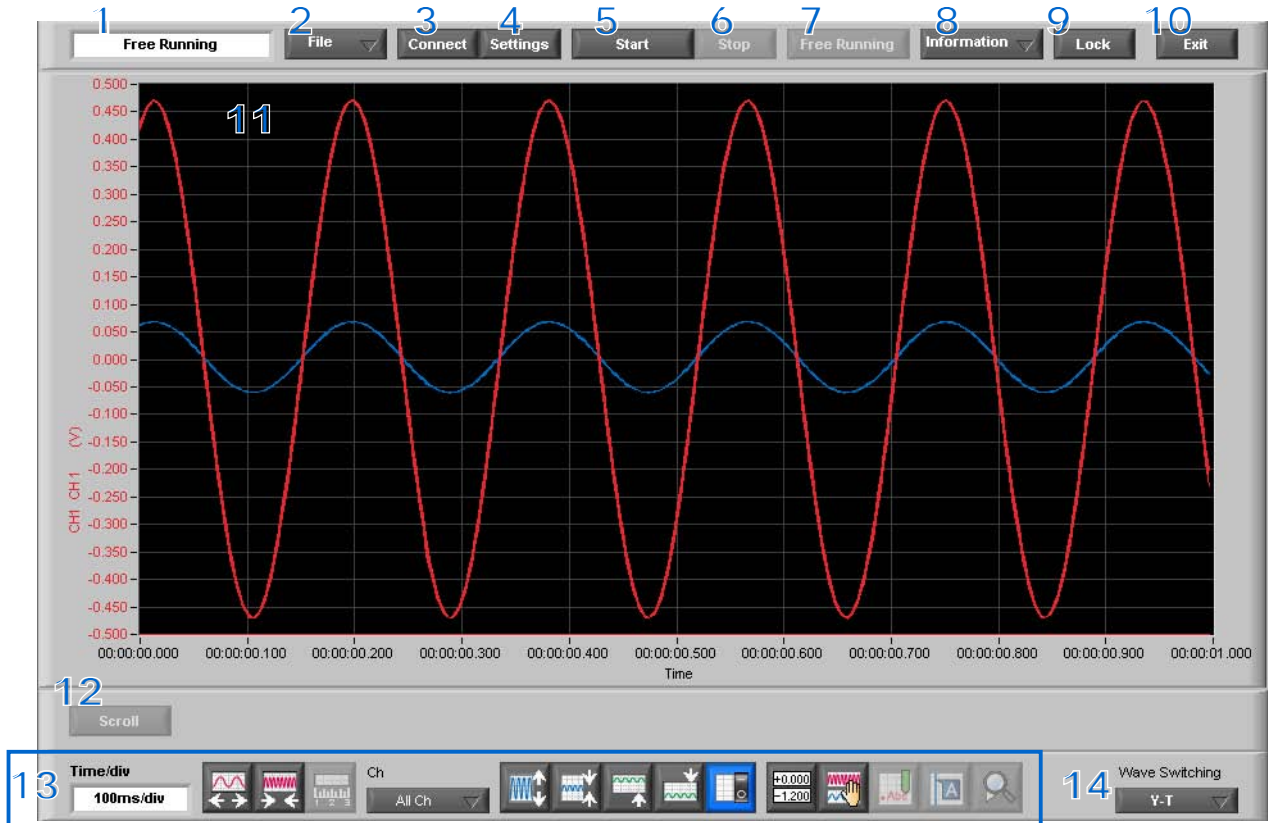 1 2 3 4 5 6 7 8 9 10
Free Running File Connect Settings Start Stop Free Running Information Lock Exit
11
0.500
0.450
0.400
0.350
0.300
0.250
0.200
0.150
0.100
0.050
0.000
-0.050
-0.100
-0.150
-0.200
-0.250
-0.300
-0.350
-0.400
-0.450
-0.500
CH1 CH 1 (V)
00:00:00.000 00:00:00.100 00:00:00.200 00:00:00.300 00:00:00.400 00:00:00.500 00:00:00.600 00:00:00.700 00:00:00.800 00:00:00.900 00:00:01.000
Time
12
Scroll
13
Time/div
100ms/div
1 2 3
Ch
All Ch
+0.000
-1.200
Abc
A
14
Wave Switching
Y-T